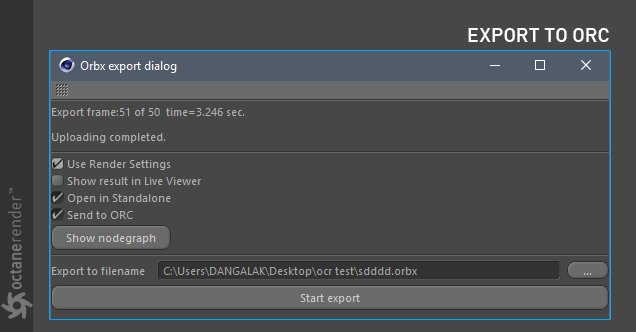 EXPORT TO ORC
Orbx export dialog
Export frame:51 of 50 time=3.246 sec.
Uploading completed.
Use Render Settings
Show result in Live Viewer
Open in Standalone
Send to ORC
Show nodegraph
Export to filename C:\Users\DANGALAK\Desktop\ocr test\sdddd.orbx ...
Start export
octanerender™